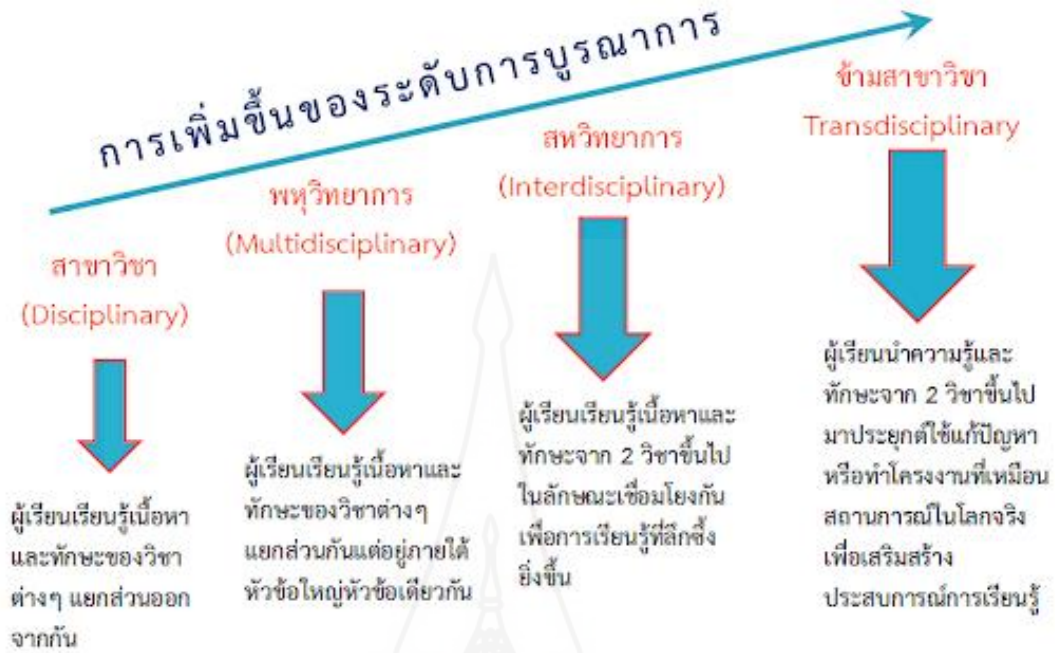 การเพิ่มขึ้นของระดับการบูรณาการ
สาขาวิชา
(Disciplinary)
ผู้เรียนเรียนรู้เนื้อหา
และทักษะของวิชา
ต่างๆ แยกส่วนออก
จากกัน
พหุวิทยาการ
(Multidisciplinary)
ผู้เรียนเรียนรู้เนื้อหาและ
ทักษะของวิชาต่างๆ
แยกส่วนกันแต่อยู่ภายใต้
หัวข้อใหญ่หัวข้อเดียวกัน
สหวิทยาการ
(Interdisciplinary)
ผู้เรียนเรียนรู้เนื้อหาและ
ทักษะจาก 2 วิชาขึ้นไป
ในลักษณะเชื่อมโยงกัน
เพื่อการเรียนรู้ที่ลึกซึ้ง
ยิ่งขึ้น
ข้ามสาขาวิชา
Transdisciplinary
ผู้เรียนนำความรู้และ
ทักษะจาก 2 วิชาขึ้นไป
มาประยุกต์ใช้แก้ปัญหา
หรือทำโครงงานที่เหมือน
สถานการณ์ในโลกจริง
เพื่อเสริมสร้าง
ประสบการณ์การเรียนรู้